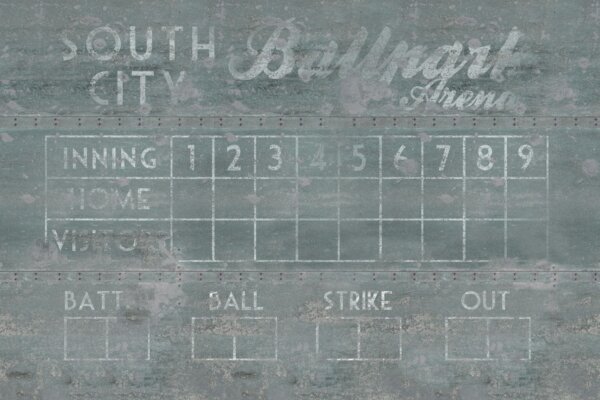 SOUTH CITY
Ballpark Arena
INNING 1 2 3 4 5 6 7 8 9
HOME
VISITOR
BATT. BALL STRIKE OUT